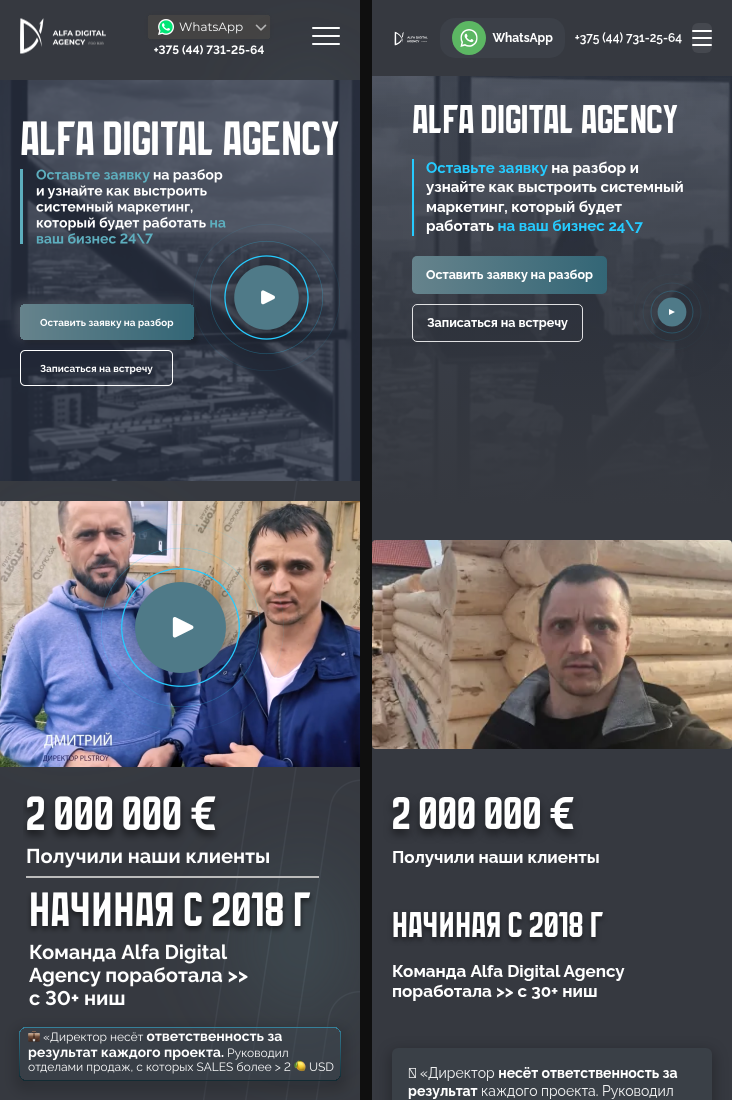 ALFA DIGITAL
AGENCY
WhatsApp
+375 (44) 731-25-64
ALFA DIGITAL AGENCY
Оставьте заявку на разбор
и узнайте как выстроить
системный маркетинг,
который будет работать на
ваш бизнес 24\7
Оставить заявку на разбор
Записаться на встречу
ДМИТРИЙ
ДИРЕКТОР PLSTROY
2 000 000 €
Получили наши клиенты
НАЧИНАЯ С 2018 Г
Команда Alfa Digital
Agency поработала >>
с 30+ ниш
«Директор несёт ответственность за
результат каждого проекта. Руководил
отделами продаж, с которых SALES более > 2 🍋 USD
ALFA DIGITAL
AGENCY
WhatsApp
+375 (44) 731-25-64
ALFA DIGITAL AGENCY
Оставьте заявку на разбор и
узнайте как выстроить системный
маркетинг, который будет
работать на ваш бизнес 24\7
Оставить заявку на разбор
Записаться на встречу
2 000 000 €
Получили наши клиенты
НАЧИНАЯ С 2018 Г
Команда Alfa Digital Agency
поработала >> с 30+ ниш
«Директор несёт ответственность за
результат каждого проекта. Руководил